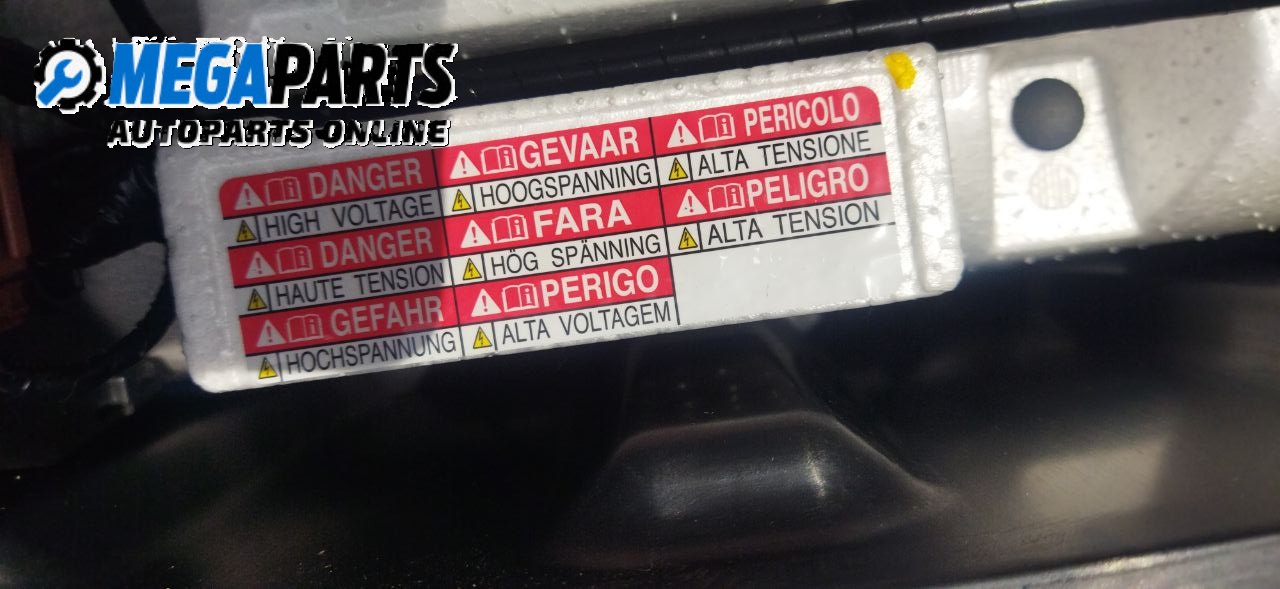 MEGAPARTS
AUTOPARTS ONLINE
DANGER
HIGH VOLTAGE
DANGER
HAUTE TENSION
GEFAHR
HOCHSPANNUNG
GEVAAR
HOOGSPANNING
FARA
HÖG SPÄNNING
PERIGO
ALTA VOLTAGEM
PERICOLO
ALTA TENSIONE
PELIGRO
ALTA TENSION